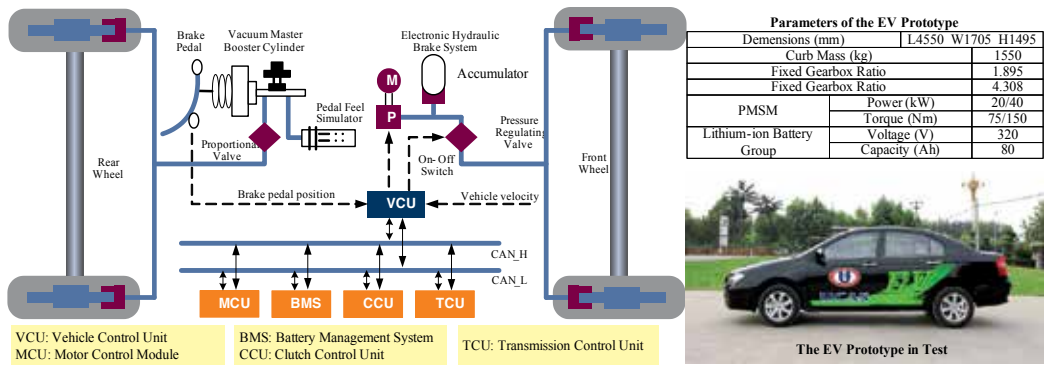 Brake
Pedal
Vacuum Master
Booster Cylinder
Electronic Hydraulic
Brake System
Accumulator
M
P
Pedal Feel
Simulator
Proportional
Valve
Pressure
Regulating
Valve
On- Off
Switch
Rear
Wheel
Front
Wheel
Brake pedal position
VCU
Vehicle velocity
CAN_H
CAN_L
MCU
BMS
CCU
TCU
VCU: Vehicle Control Unit
MCU: Motor Control Module
BMS: Battery Management System
CCU: Clutch Control Unit
TCU: Transmission Control Unit
Parameters of the EV Prototype
Demensions (mm) L4550 W1705 H1495
Curb Mass (kg) 1550
Fixed Gearbox Ratio 1.895
Fixed Gearbox Ratio 4.308
PMSM Power (kW) 20/40
Torque (Nm) 75/150
Lithium-ion Battery Group Voltage (V) 320
Capacity (Ah) 80
The EV Prototype in Test